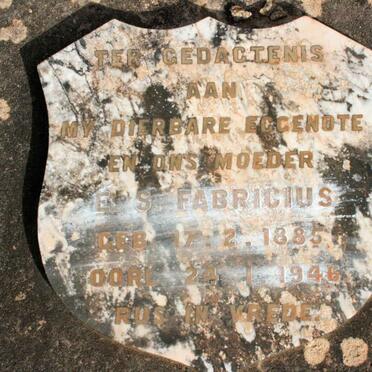 TER GEDACTENIS
AAN
MY DIERBARE EGGENOTE
EN ONS MOEDER
E S FABRICIUS
GEB 17.2.1885.
OORL 1.1946.
RUS IN VREDE.